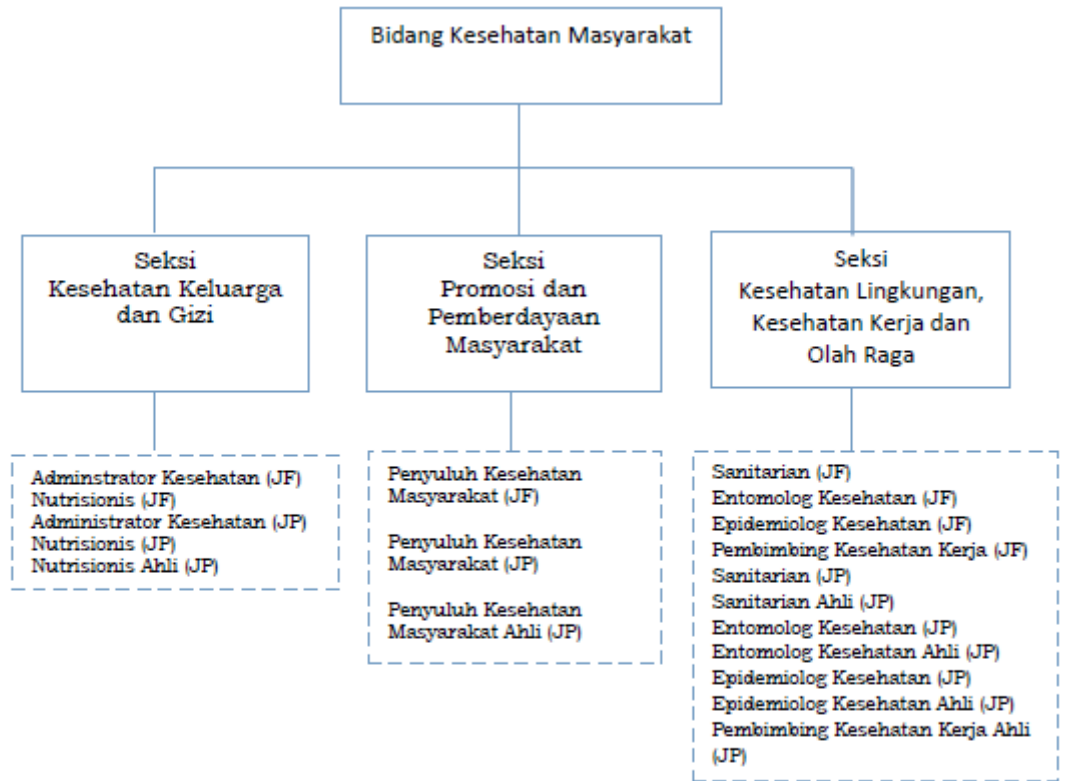 Bidang Kesehatan Masyarakat
Seksi
Kesehatan Keluarga
dan Gizi
Seksi
Promosi dan
Pemberdayaan
Masyarakat
Seksi
Kesehatan Lingkungan,
Kesehatan Kerja dan
Olah Raga
Adminstrator Kesehatan (JF)
Nutrisionis (JF)
Administrator Kesehatan (JP)
Nutrisionis (JP)
Nutrisionis Ahli (JP)
Penyuluh Kesehatan
Masyarakat (JF)
Penyuluh Kesehatan
Masyarakat (JP)
Penyuluh Kesehatan
Masyarakat Ahli (JP)
Sanitarian (JF)
Entomolog Kesehatan (JF)
Epidemiolog Kesehatan (JF)
Pembimbing Kesehatan Kerja (JF)
Sanitarian (JP)
Sanitarian Ahli (JP)
Entomolog Kesehatan (JP)
Entomolog Kesehatan Ahli (JP)
Epidemiolog Kesehatan (JP)
Epidemiolog Kesehatan Ahli (JP)
Pembimbing Kesehatan Kerja Ahli
(JP)